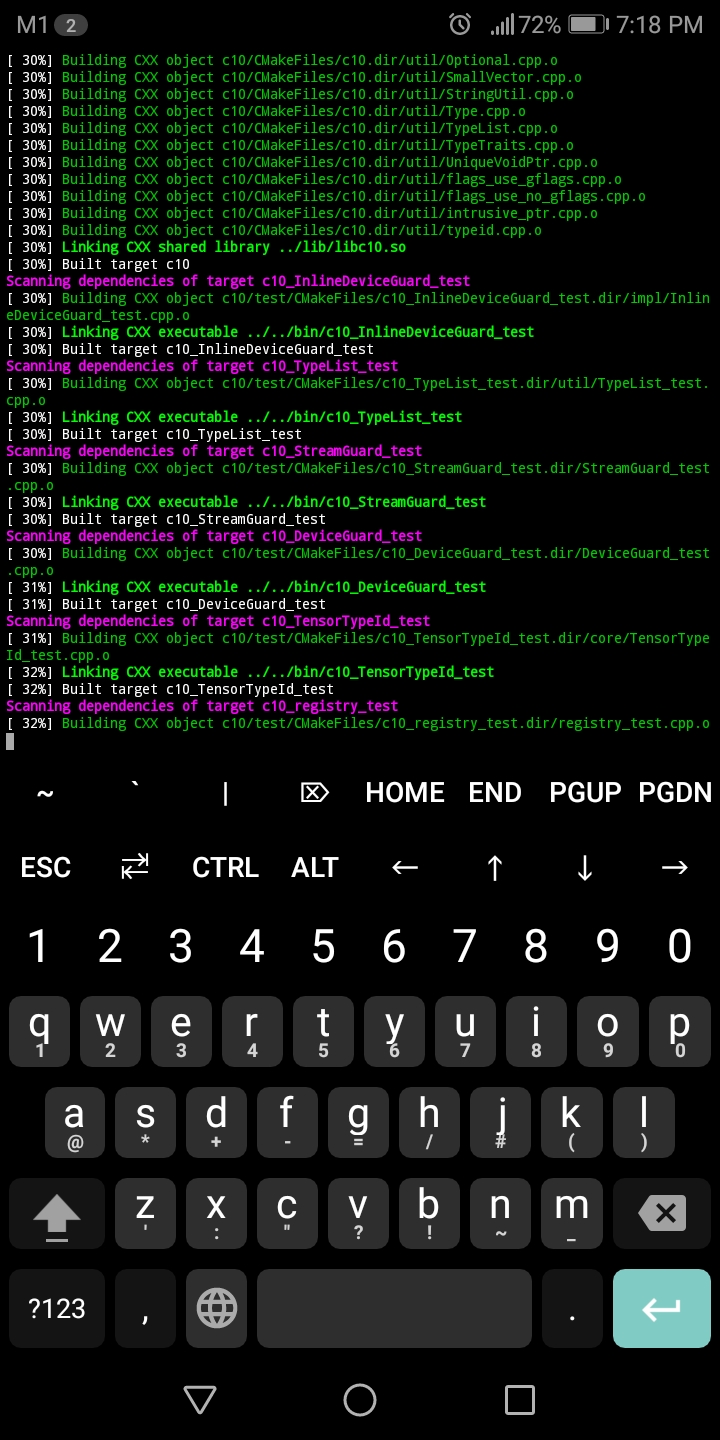 M1 2 72% 7:18 PM
[ 30%] Building CXX object c10/CMakeFiles/c10.dir/util/Optional.cpp.o
[ 30%] Building CXX object c10/CMakeFiles/c10.dir/util/SmallVector.cpp.o
[ 30%] Building CXX object c10/CMakeFiles/c10.dir/util/StringUtil.cpp.o
[ 30%] Building CXX object c10/CMakeFiles/c10.dir/util/Type.cpp.o
[ 30%] Building CXX object c10/CMakeFiles/c10.dir/util/TypeList.cpp.o
[ 30%] Building CXX object c10/CMakeFiles/c10.dir/util/TypeTraits.cpp.o
[ 30%] Building CXX object c10/CMakeFiles/c10.dir/util/UniqueVoidPtr.cpp.o
[ 30%] Building CXX object c10/CMakeFiles/c10.dir/util/flags_use_gflags.cpp.o
[ 30%] Building CXX object c10/CMakeFiles/c10.dir/util/flags_use_no_gflags.cpp.o
[ 30%] Building CXX object c10/CMakeFiles/c10.dir/util/intrusive_ptr.cpp.o
[ 30%] Building CXX object c10/CMakeFiles/c10.dir/util/typeid.cpp.o
[ 30%] Linking CXX shared library ../lib/libc10.so
[ 30%] Built target c10
Scanning dependencies of target c10_InlineDeviceGuard_test
[ 30%] Building CXX object c10/test/CMakeFiles/c10_InlineDeviceGuard_test.dir/impl/Inlin
eDeviceGuard_test.cpp.o
[ 30%] Linking CXX executable ../../bin/c10_InlineDeviceGuard_test
[ 30%] Built target c10_InlineDeviceGuard_test
Scanning dependencies of target c10_TypeList_test
[ 30%] Building CXX object c10/test/CMakeFiles/c10_TypeList_test.dir/util/TypeList_test.
cpp.o
[ 30%] Linking CXX executable ../../bin/c10_TypeList_test
[ 30%] Built target c10_TypeList_test
Scanning dependencies of target c10_StreamGuard_test
[ 30%] Building CXX object c10/test/CMakeFiles/c10_StreamGuard_test.dir/StreamGuard_test
.cpp.o
[ 30%] Linking CXX executable ../../bin/c10_StreamGuard_test
[ 30%] Built target c10_StreamGuard_test
Scanning dependencies of target c10_DeviceGuard_test
[ 30%] Building CXX object c10/test/CMakeFiles/c10_DeviceGuard_test.dir/DeviceGuard_test
.cpp.o
[ 31%] Linking CXX executable ../../bin/c10_DeviceGuard_test
[ 31%] Built target c10_DeviceGuard_test
Scanning dependencies of target c10_TensorTypeId_test
[ 31%] Building CXX object c10/test/CMakeFiles/c10_TensorTypeId_test.dir/core/TensorType
Id_test.cpp.o
[ 32%] Linking CXX executable ../../bin/c10_TensorTypeId_test
[ 32%] Built target c10_TensorTypeId_test
Scanning dependencies of target c10_registry_test
[ 32%] Building CXX object c10/test/CMakeFiles/c10_registry_test.dir/registry_test.cpp.o
~ ` | ⌦ HOME END PGUP PGDN
ESC CTRL ALT ← ↑ ↓ →
1 2 3 4 5 6 7 8 9 0
q w e r t y u i o p
1 2 3 4 5 6 7 8 9 0
a s d f g h j k l
@ * + - = / # ( )
z x c v b n m
' : " ? ! ~ _
?123 , .